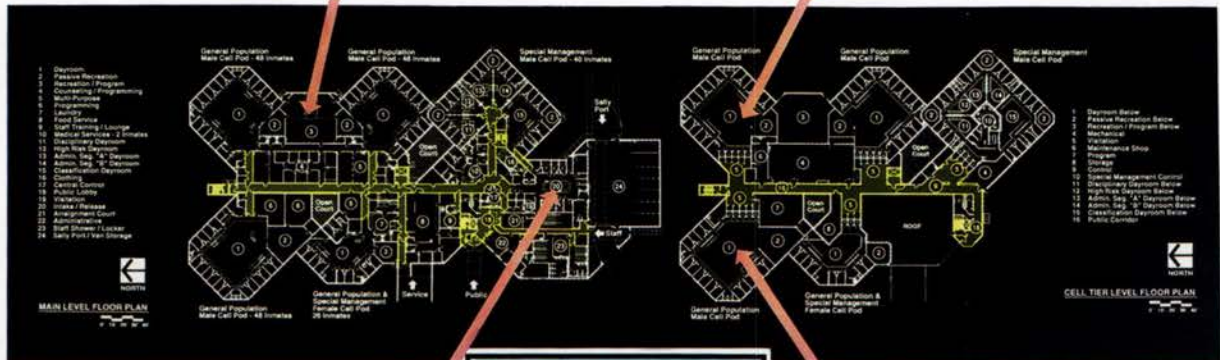 1 Dayroom
2 Passive Recreation
3 Recreation / Program
4 Counseling / Programming
5 Multi-Purpose
6 Programming
7 Laundry
8 Food Service
9 Staff Training / Lounge
10 Medical Services - 2 Inmates
11 Disciplinary Dayroom
12 High Risk Dayroom
13 Admin. Seg. "A" Dayroom
14 Admin. Seg. "B" Dayroom
15 Classification Dayroom
16 Clothing
17 Central Control
18 Public Lobby
19 Visitation
20 Intake / Release
21 Arraignment Court
22 Administrative
23 Staff Shower / Locker
24 Sally Port / Van Storage
NORTH
MAIN LEVEL FLOOR PLAN
General Population
Male Cell Pod - 48 Inmates
General Population
Male Cell Pod - 48 Inmates
Special Management
Male Cell Pod - 40 Inmates
Sally
Port
Open
Court
Open
Court
Staff
Service
Public
General Population
Male Cell Pod - 48 Inmates
General Population &
Special Management
Female Cell Pod
26 Inmates
General Population
Male Cell Pod
General Population
Male Cell Pod
Special Management
Male Cell Pod
Open
Court
Open
Court
ROOF
General Population
Male Cell Pod
General Population &
Special Management
Female Cell Pod
1 Dayroom Below
2 Passive Recreation Below
3 Recreation / Program Below
4 Mechanical
5 Visitation
6 Maintenance Shop
7 Program
8 Storage
9 Control
10 Special Management Control
11 Disciplinary Dayroom Below
12 High Risk Dayroom Below
13 Admin. Seg. "A" Dayroom Below
14 Admin. Seg. "B" Dayroom Below
15 Classification Dayroom Below
16 Public Corridor
NORTH
CELL TIER LEVEL FLOOR PLAN